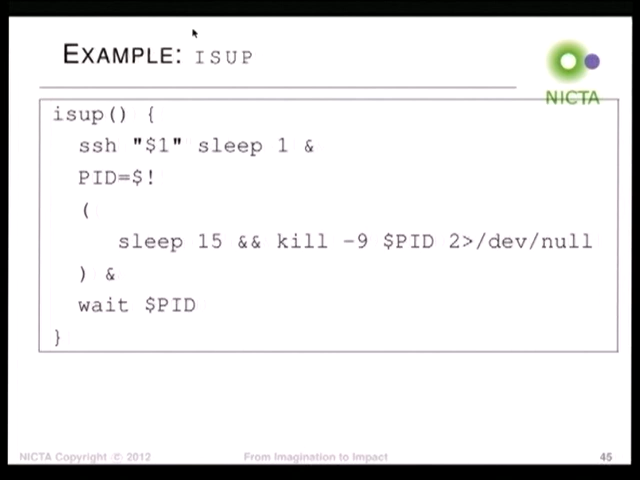 EXAMPLE: ISUP
NICTA
isup() {
ssh "$1" sleep 1 &
PID=$!
(
sleep 15 && kill -9 $PID 2>/dev/null
) &
wait $PID
}
NICTA Copyright © 2012
From Imagination to Impact
45